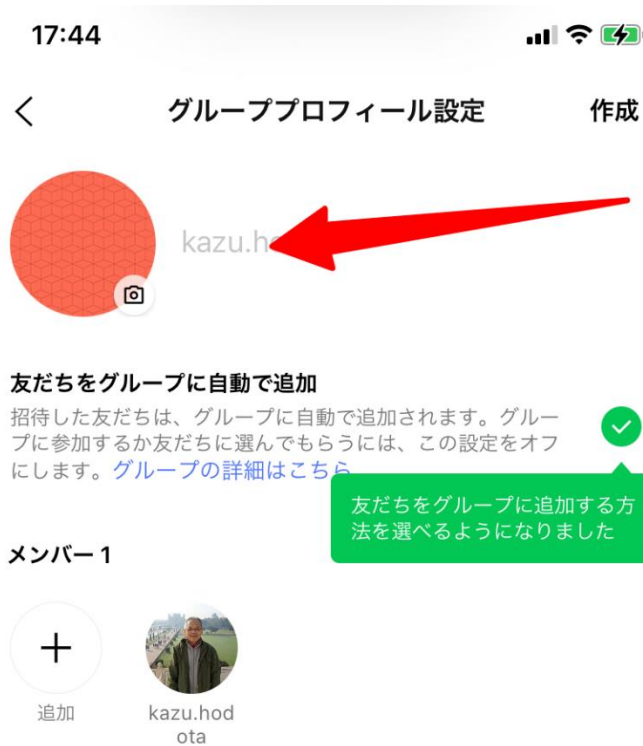 17:44
グループプロフィール設定
作成
kazu.h
友だちをグループに自動で追加
招待した友だちは、グループに自動で追加されます。グルー
プに参加するか友だちに選んでもらうには、この設定をオフ
にします。グループの詳細はこちら
友だちをグループに追加する方
法を選べるようになりました
メンバー 1
追加
kazu.hod
ota